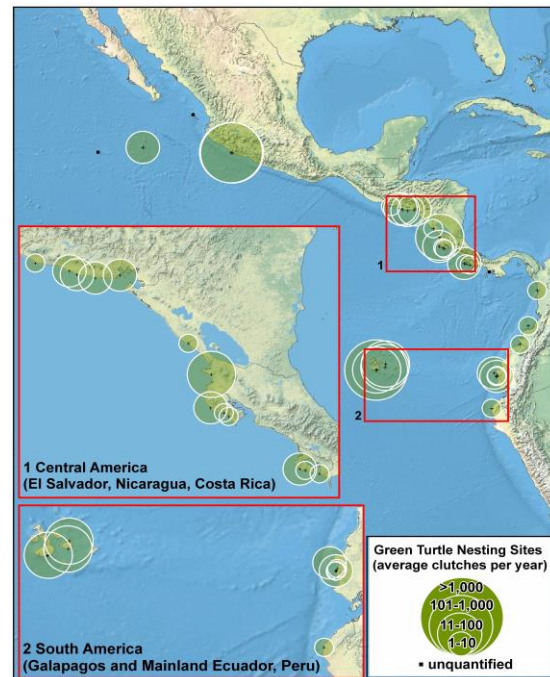 1
2
1 Central America
(El Salvador, Nicaragua, Costa Rica)
2 South America
(Galapagos and Mainland Ecuador, Peru)
Green Turtle Nesting Sites
(average clutches per year)
>1,000
101-1,000
11-100
1-10
unquantified